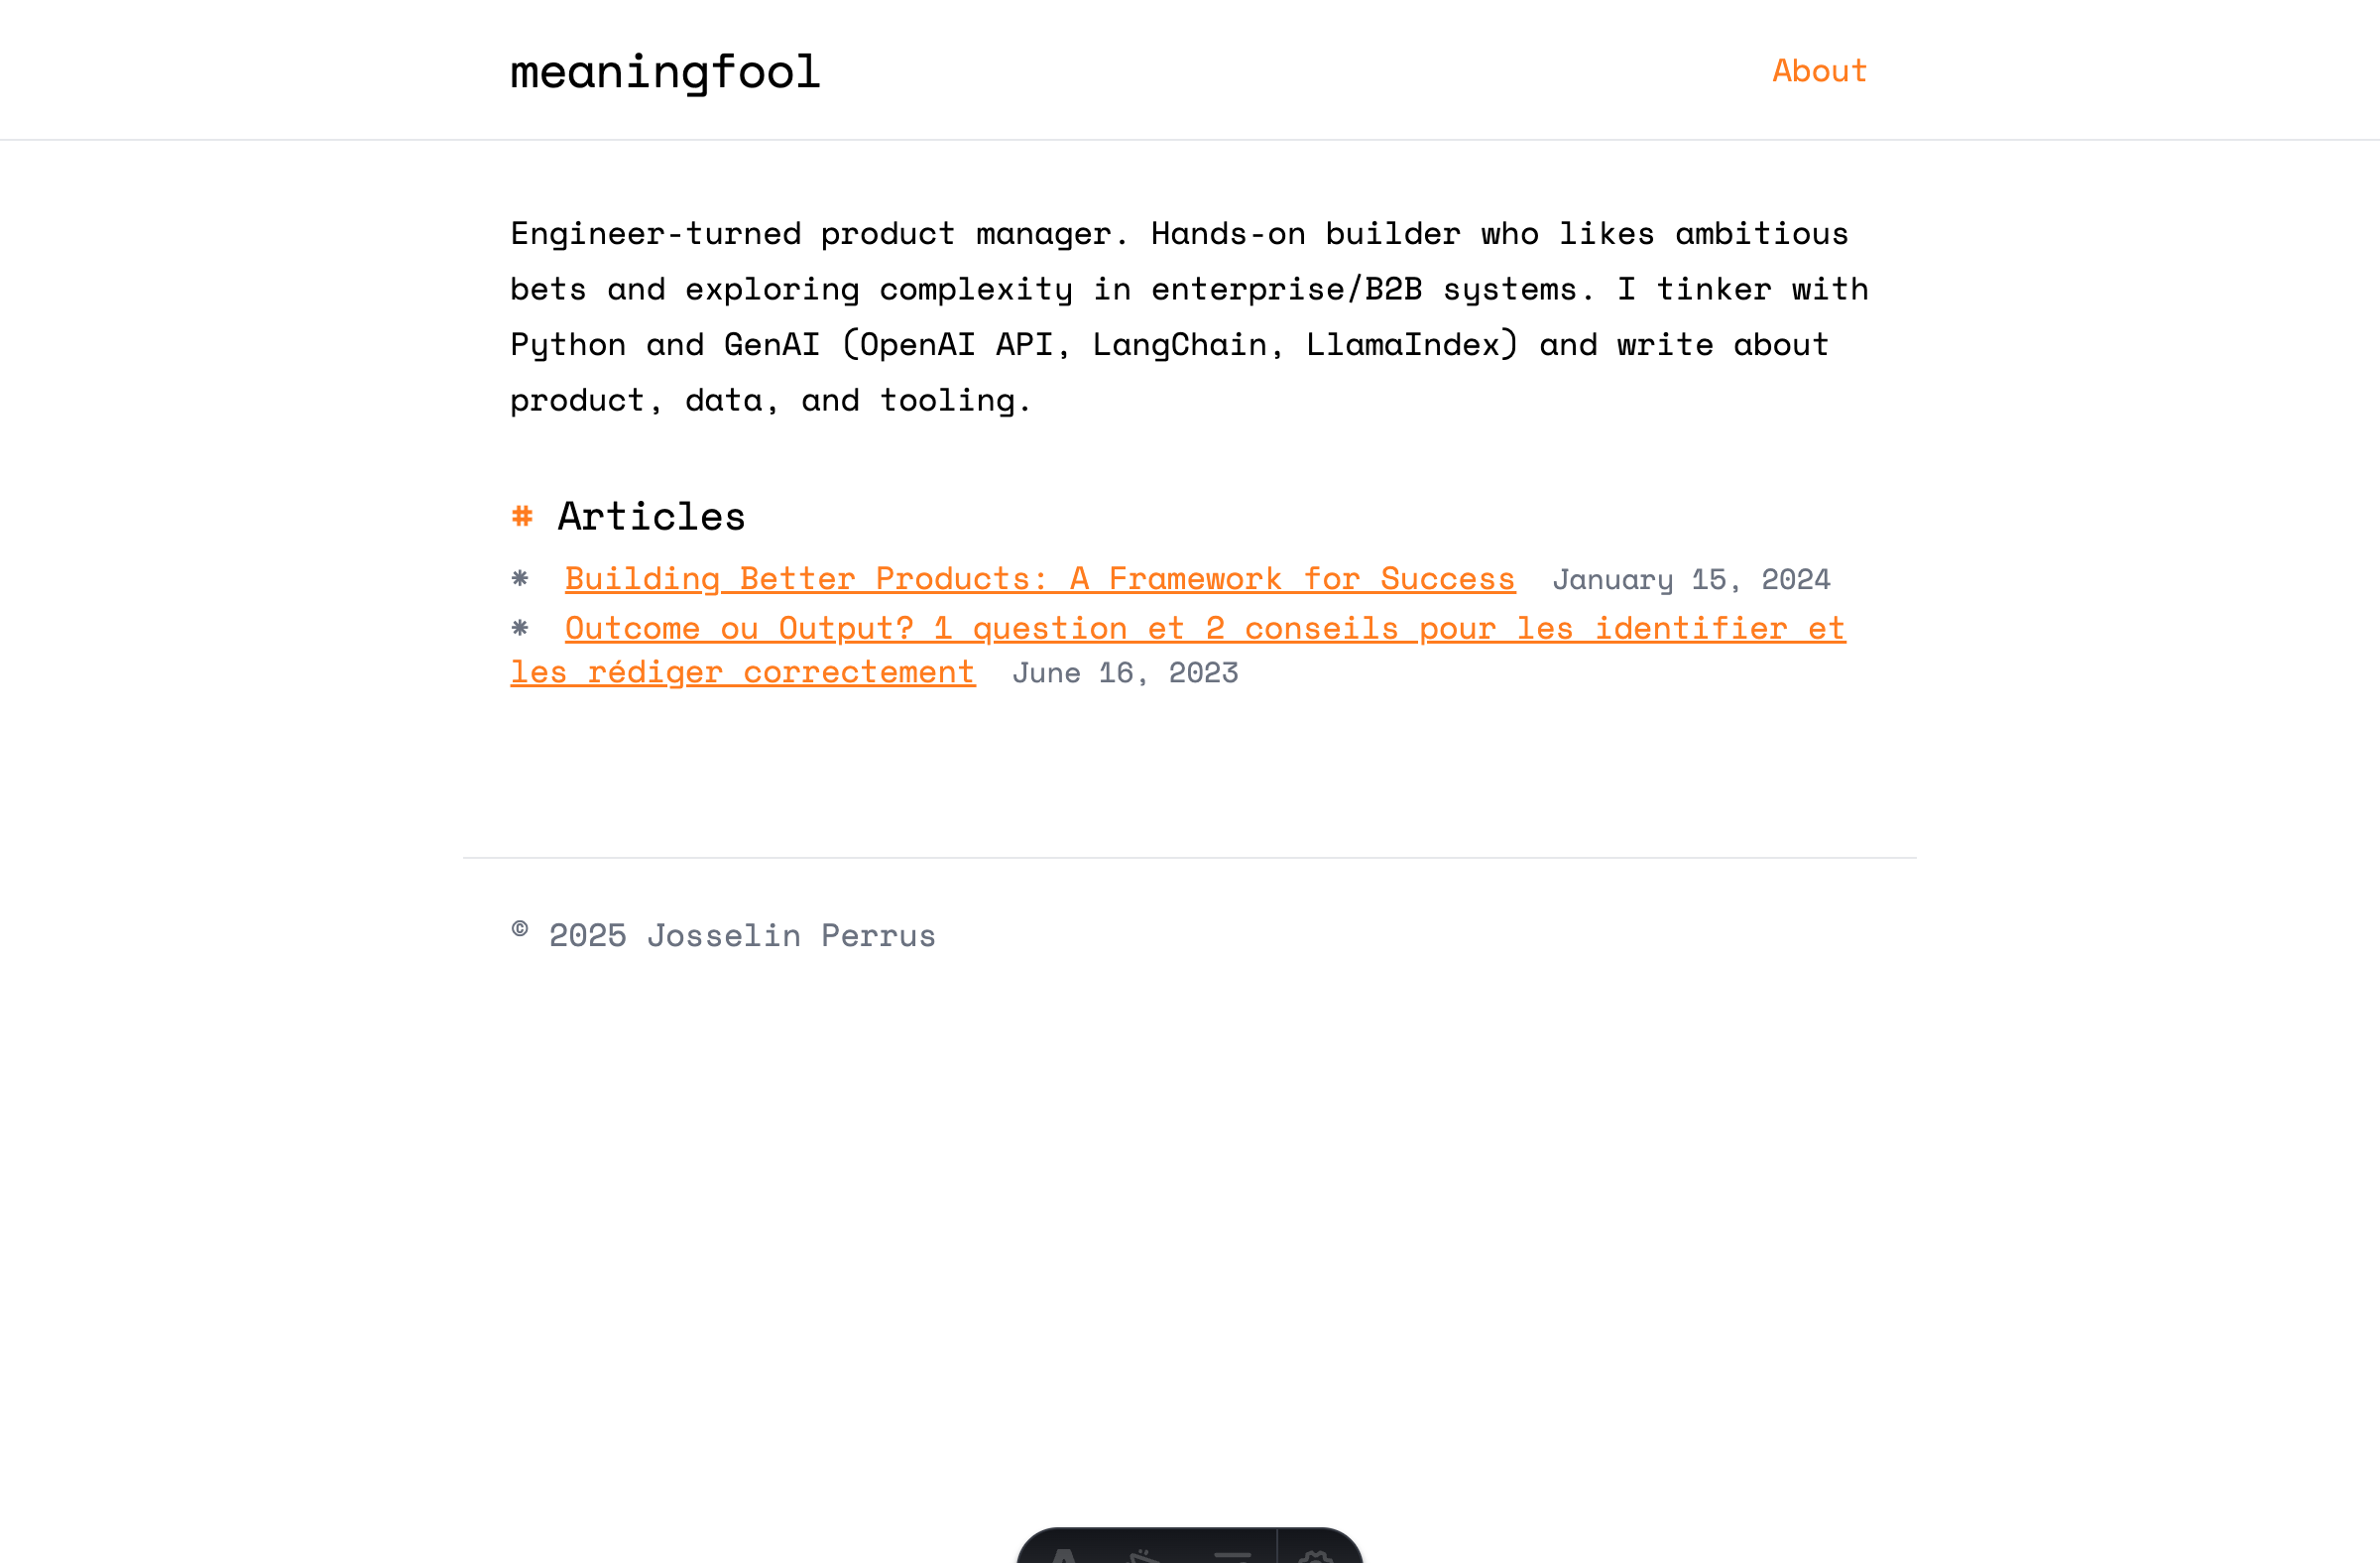 meaningfool
About
Engineer-turned product manager. Hands-on builder who likes ambitious
bets and exploring complexity in enterprise/B2B systems. I tinker with
Python and GenAI (OpenAI API, LangChain, LlamaIndex) and write about
product, data, and tooling.
# Articles
* Building Better Products: A Framework for Success January 15, 2024
* Outcome ou Output? 1 question et 2 conseils pour les identifier et
les rédiger correctement June 16, 2023
© 2025 Josselin Perrus